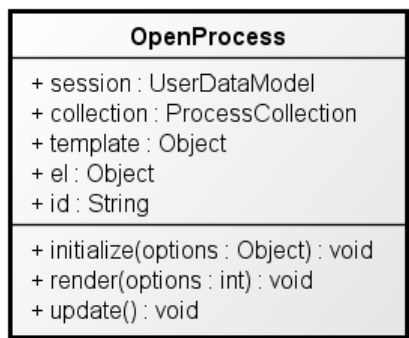 OpenProcess
+ session : UserDataModel
+ collection : ProcessCollection
+ template : Object
+ el : Object
+ id : String
+ initialize(options : Object) : void
+ render(options : int) : void
+ update() : void